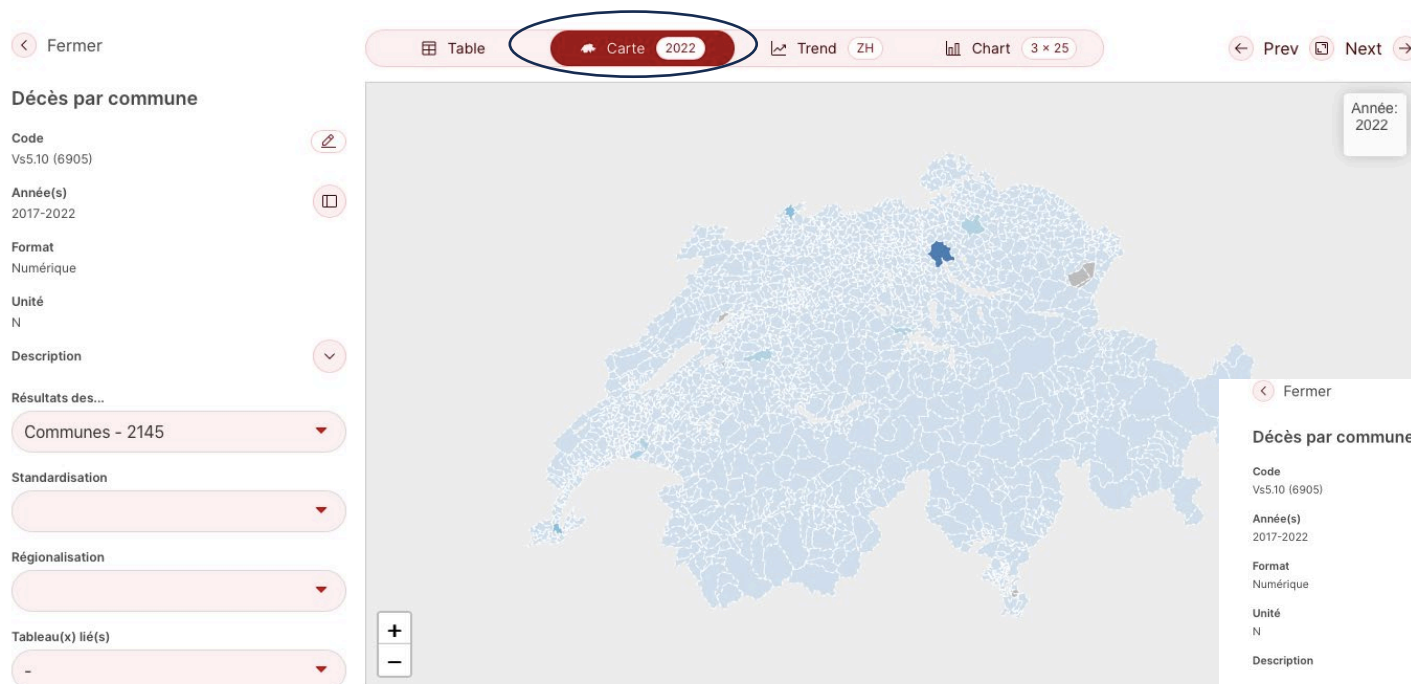 Fermer
Table
Carte 2022
Trend ZH
Chart 3 × 25
Prev
Next
Décès par commune
Code
Vs5.10 (6905)
Année(s)
2017-2022
Format
Numérique
Unité
N
Description
Résultats des...
Communes - 2145
Standardisation
Régionalisation
Tableau(x) lié(s)
-
Année:
2022
+
−
Fermer
Décès par commune
Code
Vs5.10 (6905)
Année(s)
2017-2022
Format
Numérique
Unité
N
Description